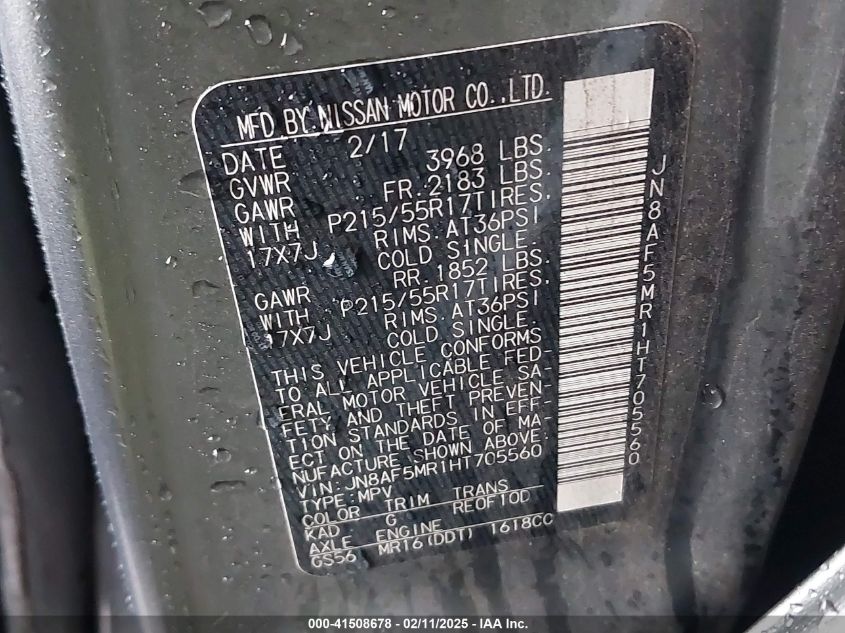 MFD BY NISSAN MOTOR CO.,LTD.
DATE 2/17
GVWR 3968 LBS.
GAWR FR. 2183 LBS.
WITH P215/55R17TIRES,
17X7J RIMS, AT36PSI
COLD SINGLE.
GAWR RR. 1852 LBS.
WITH P215/55R17TIRES,
17X7J RIMS, AT36PSI
COLD SINGLE.
THIS VEHICLE CONFORMS
TO ALL APPLICABLE FED-
ERAL MOTOR VEHICLE SA-
FETY AND THEFT PREVEN-
TION STANDARDS IN EFF-
ECT ON THE DATE OF MA-
NUFACTURE SHOWN ABOVE.
VIN: JN8AF5MR1HT705560
TYPE: MPV
COLOR TRIM TRANS
KAD G RE0F10D
AXLE ENGINE
GS56 MR16(DDT) 1618CC
JN8AF5MR1HT705560
000-41508678 - 02/11/2025 - IAA Inc.